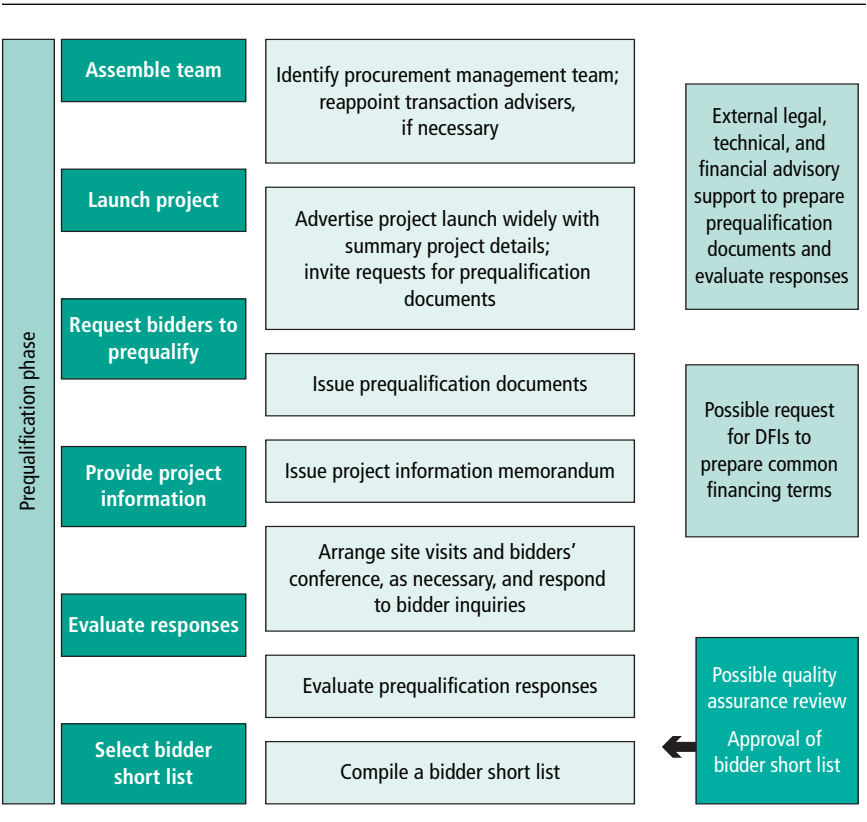 Prequalification phase
Assemble team
Launch project
Request bidders to
prequalify
Provide project
information
Evaluate responses
Select bidder
short list
Identify procurement management team;
reappoint transaction advisers,
if necessary
Advertise project launch widely with
summary project details;
invite requests for prequalification
documents
Issue prequalification documents
Issue project information memorandum
Arrange site visits and bidders’
conference, as necessary, and respond
to bidder inquiries
Evaluate prequalification responses
Compile a bidder short list
External legal,
technical, and
financial advisory
support to prepare
prequalification
documents and
evaluate responses
Possible request
for DFIs to
prepare common
financing terms
Possible quality
assurance review
Approval of
bidder short list